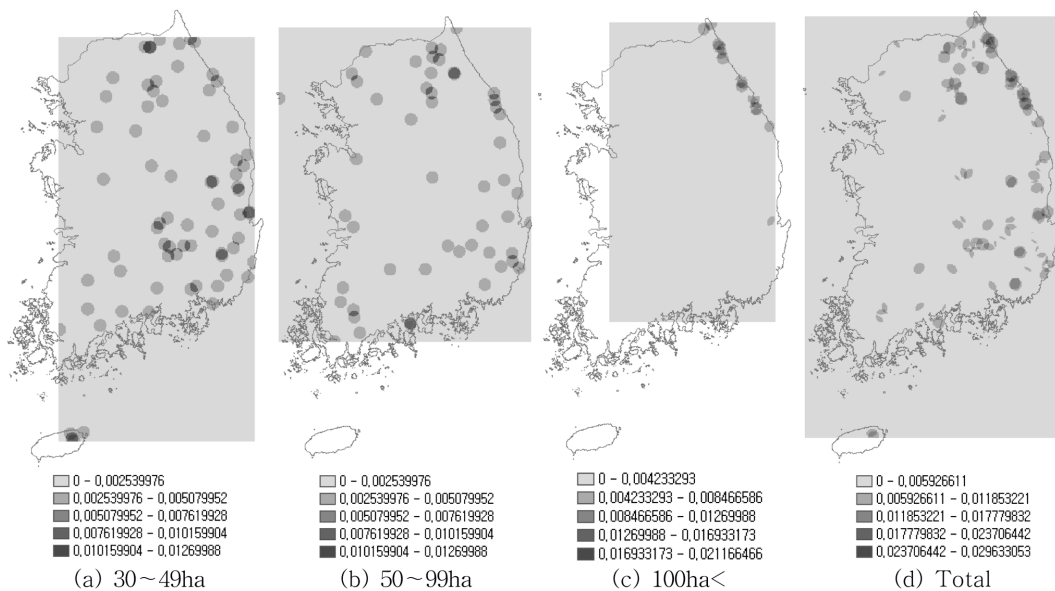 0 - 0,002539976
0,002539976 - 0,005079952
0,005079952 - 0,007619928
0,007619928 - 0,010159904
0,010159904 - 0,01269988
(a) 30～49ha
0 - 0,002539976
0,002539976 - 0,005079952
0,005079952 - 0,007619928
0,007619928 - 0,010159904
0,010159904 - 0,01269988
(b) 50～99ha
0 - 0,004233293
0,004233293 - 0,008466586
0,008466586 - 0,01269988
0,01269988 - 0,016933173
0,016933173 - 0,021166466
(c) 100ha<
0 - 0,005926611
0,005926611 - 0,011853221
0,011853221 - 0,017779832
0,017779832 - 0,023706442
0,023706442 - 0,029633053
(d) Total